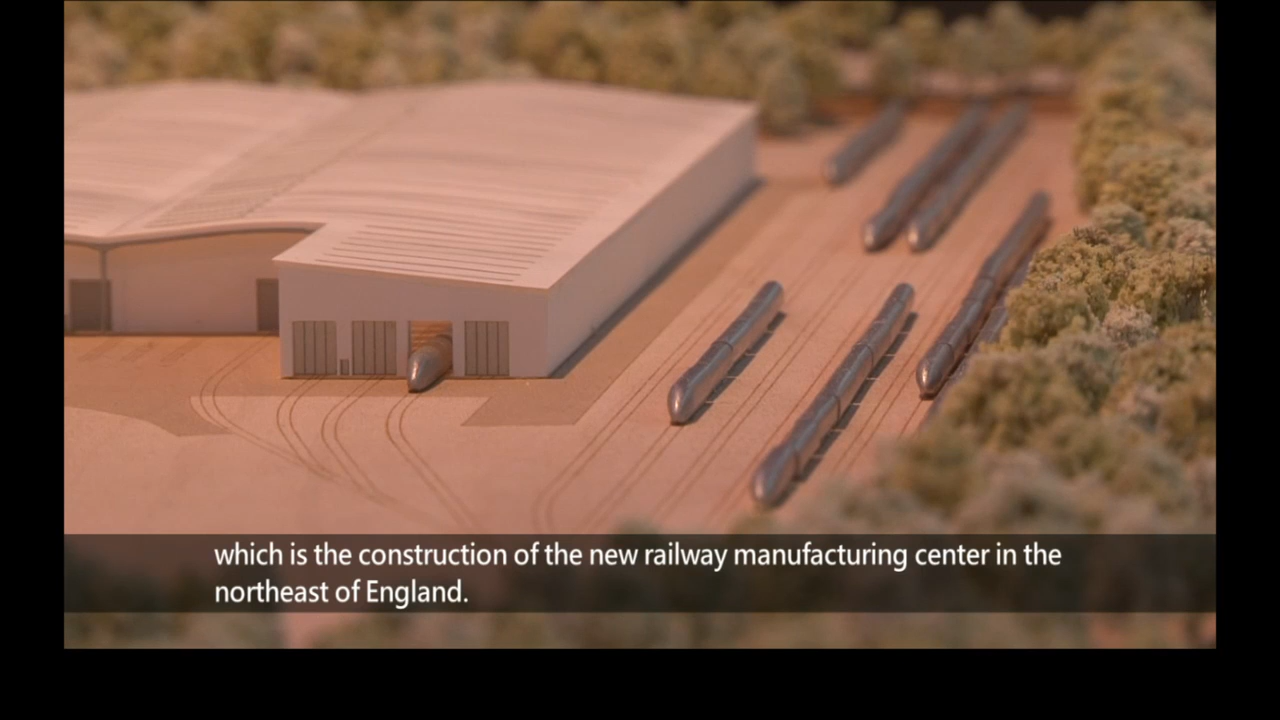 which is the construction of the new railway manufacturing center in the
northeast of England.